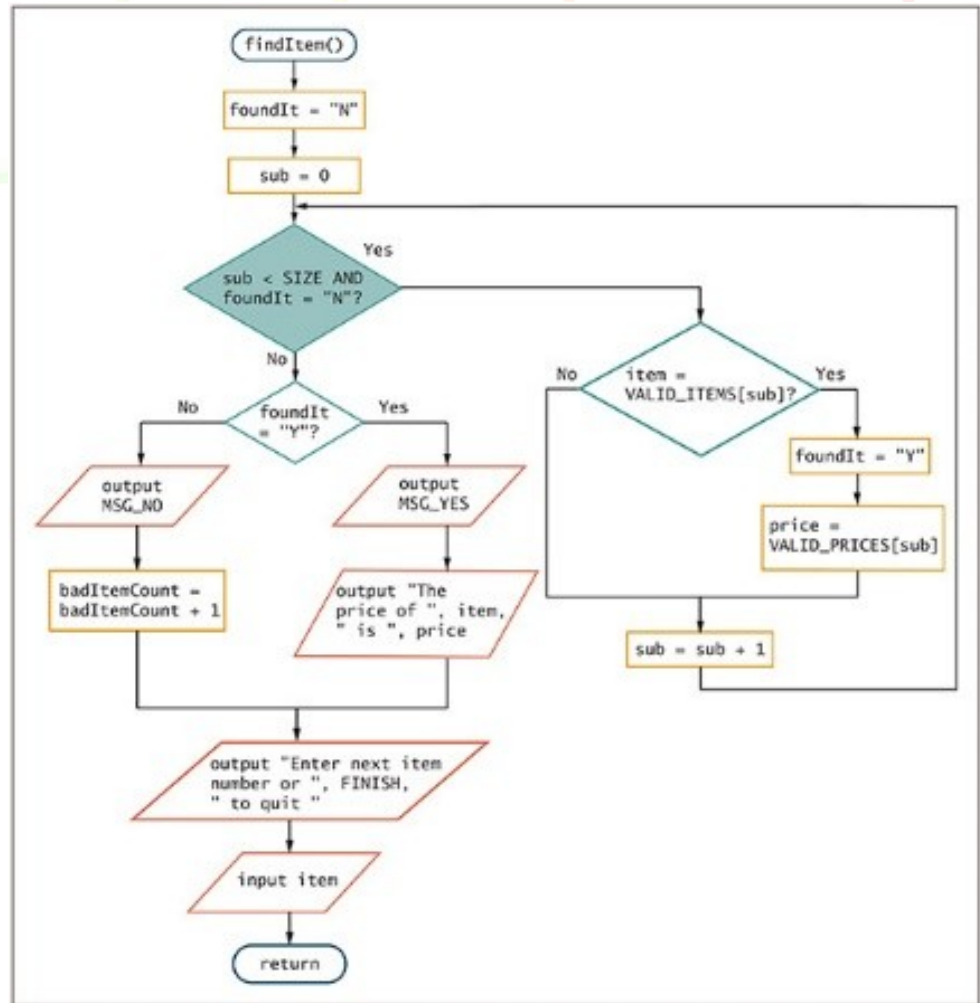 findItem()
foundIt = "N"
sub = 0
Yes
sub < SIZE AND
foundIt = "N"?
No
No
item =
VALID_ITEMS[sub]?
Yes
No
foundIt
= "Y"?
Yes
foundIt = "Y"
output
MSG_NO
output
MSG_YES
price =
VALID_PRICES[sub]
badItemCount =
badItemCount + 1
output "The
price of ", item,
" is ", price
sub = sub + 1
output "Enter next item
number or ", FINISH,
" to quit "
input item
return